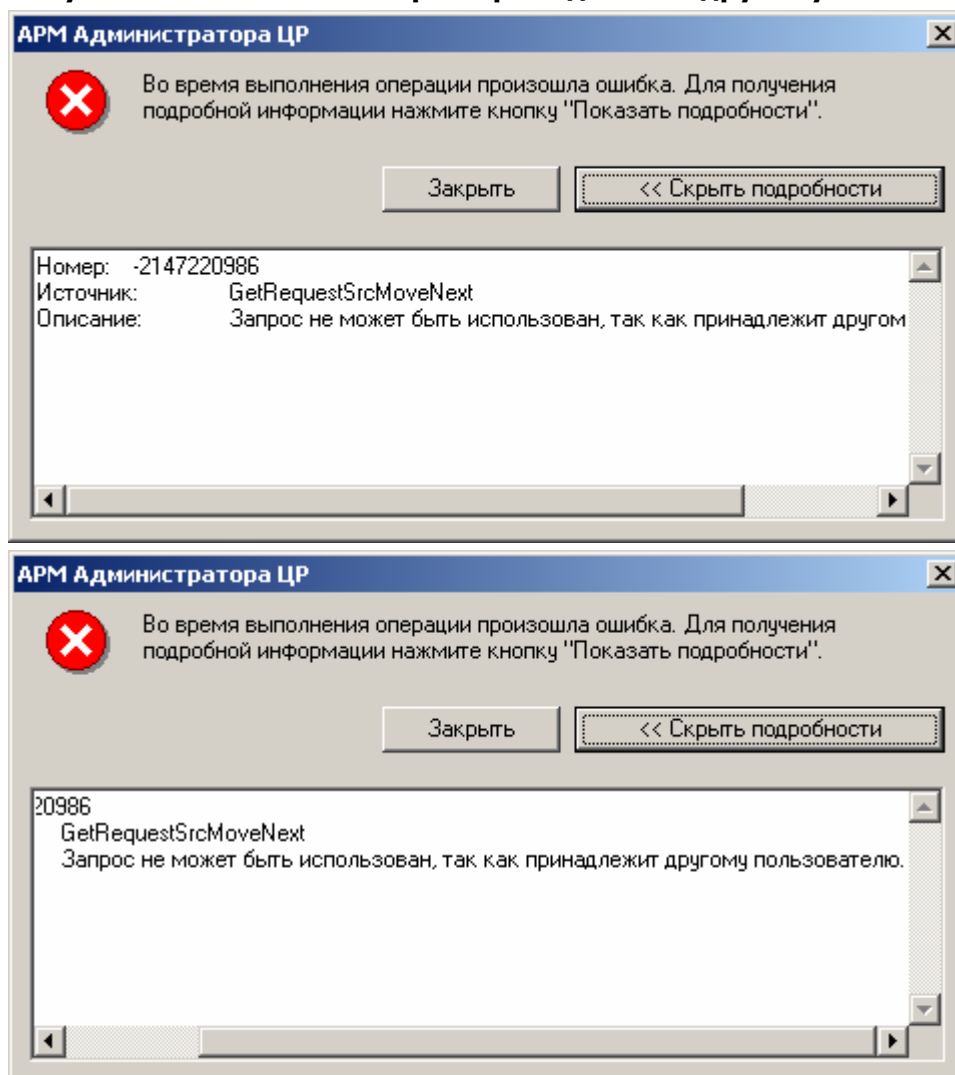 АРМ Администратора ЦР
Во время выполнения операции произошла ошибка. Для получения
подробной информации нажмите кнопку "Показать подробности".
Закрыть << Скрыть подробности
Номер: -2147220986
Источник: GetRequestSrcMoveNext
Описание: Запрос не может быть использован, так как принадлежит другом
АРМ Администратора ЦР
Во время выполнения операции произошла ошибка. Для получения
подробной информации нажмите кнопку "Показать подробности".
Закрыть << Скрыть подробности
20986
GetRequestSrcMoveNext
Запрос не может быть использован, так как принадлежит другому пользователю.